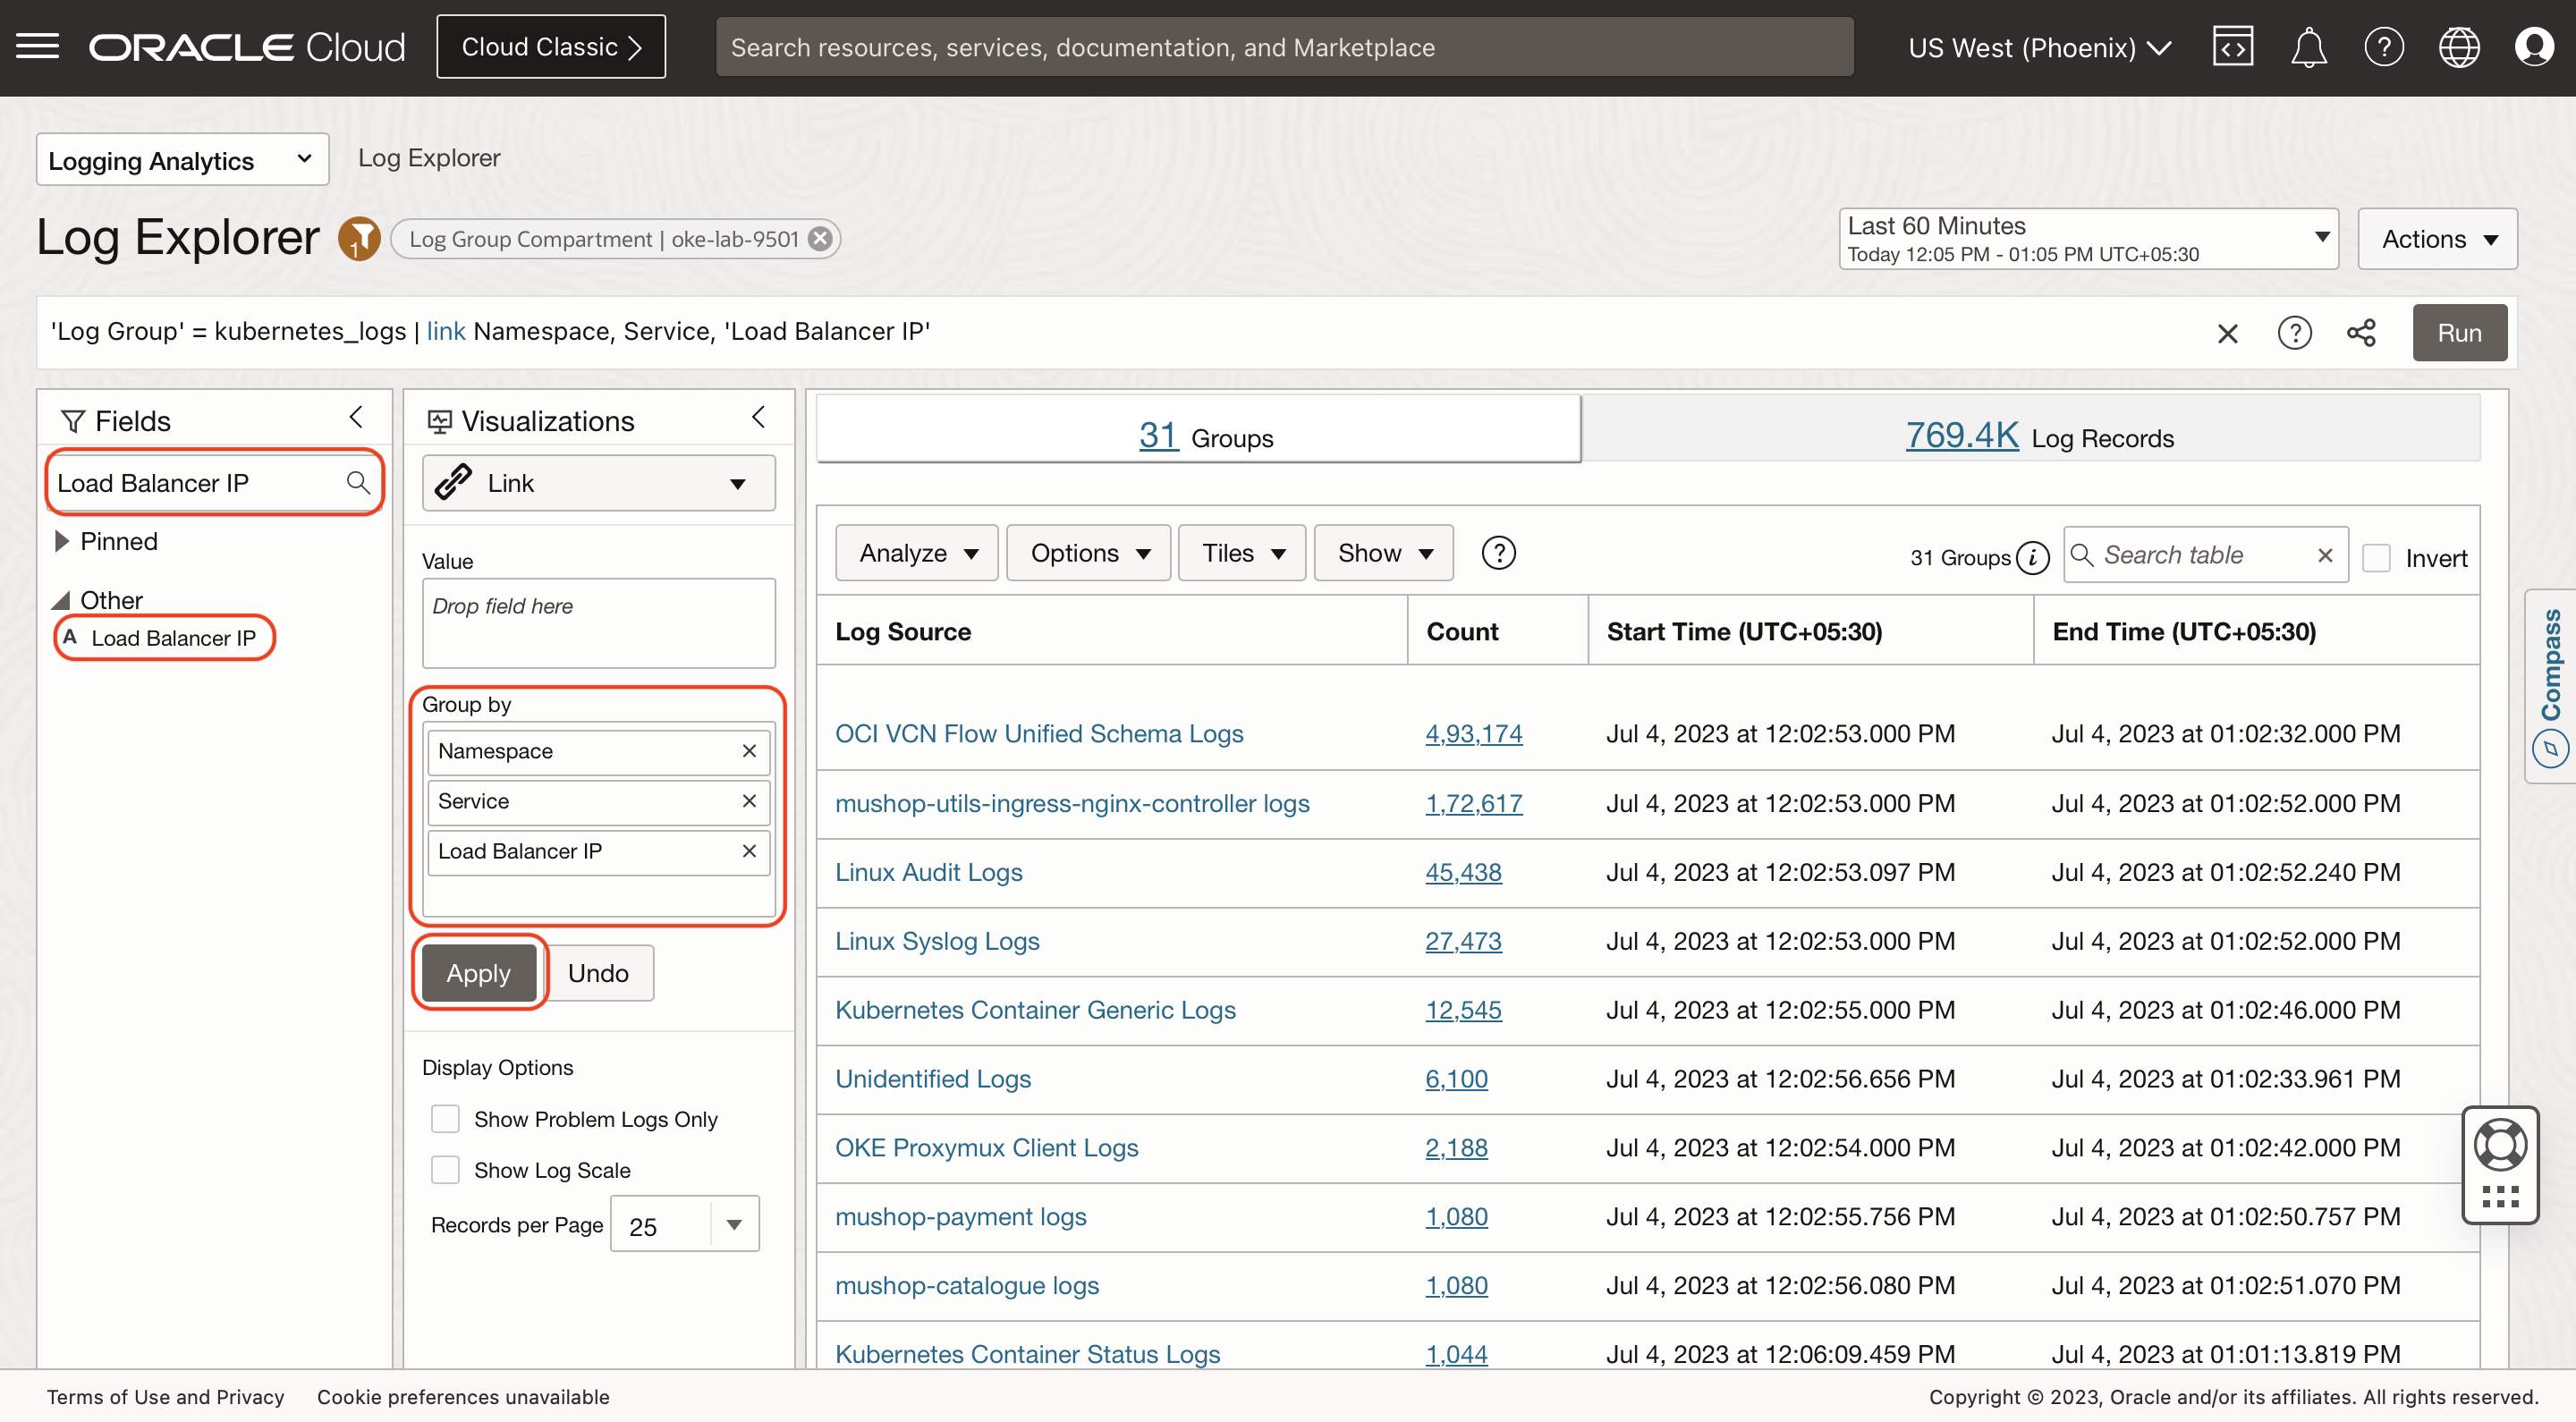 ORACLE Cloud
Cloud Classic
Search resources, services, documentation, and Marketplace
US West (Phoenix)
Logging Analytics
Log Explorer
Log Explorer
1
Log Group Compartment | oke-lab-9501
Last 60 Minutes
Today 12:05 PM - 01:05 PM UTC+05:30
Actions
'Log Group' = kubernetes_logs | link Namespace, Service, 'Load Balancer IP'
Run
Fields
Load Balancer IP
Pinned
Other
A Load Balancer IP
Visualizations
Link
Value
Drop field here
Group by
Namespace
Service
Load Balancer IP
Apply
Undo
Display Options
Show Problem Logs Only
Show Log Scale
Records per Page 25
31 Groups
769.4K Log Records
Analyze
Options
Tiles
Show
31 Groups
Search table
Invert
Log Source Count Start Time (UTC+05:30) End Time (UTC+05:30)
OCI VCN Flow Unified Schema Logs 4,93,174 Jul 4, 2023 at 12:02:53.000 PM Jul 4, 2023 at 01:02:32.000 PM
mushop-utils-ingress-nginx-controller logs 1,72,617 Jul 4, 2023 at 12:02:53.000 PM Jul 4, 2023 at 01:02:52.000 PM
Linux Audit Logs 45,438 Jul 4, 2023 at 12:02:53.097 PM Jul 4, 2023 at 01:02:52.240 PM
Linux Syslog Logs 27,473 Jul 4, 2023 at 12:02:53.000 PM Jul 4, 2023 at 01:02:52.000 PM
Kubernetes Container Generic Logs 12,545 Jul 4, 2023 at 12:02:55.000 PM Jul 4, 2023 at 01:02:46.000 PM
Unidentified Logs 6,100 Jul 4, 2023 at 12:02:56.656 PM Jul 4, 2023 at 01:02:33.961 PM
OKE Proxymux Client Logs 2,188 Jul 4, 2023 at 12:02:54.000 PM Jul 4, 2023 at 01:02:42.000 PM
mushop-payment logs 1,080 Jul 4, 2023 at 12:02:55.756 PM Jul 4, 2023 at 01:02:50.757 PM
mushop-catalogue logs 1,080 Jul 4, 2023 at 12:02:56.080 PM Jul 4, 2023 at 01:02:51.070 PM
Kubernetes Container Status Logs 1,044 Jul 4, 2023 at 12:06:09.459 PM Jul 4, 2023 at 01:01:13.819 PM
Compass
Terms of Use and Privacy
Cookie preferences unavailable
Copyright © 2023, Oracle and/or its affiliates. All rights reserved.